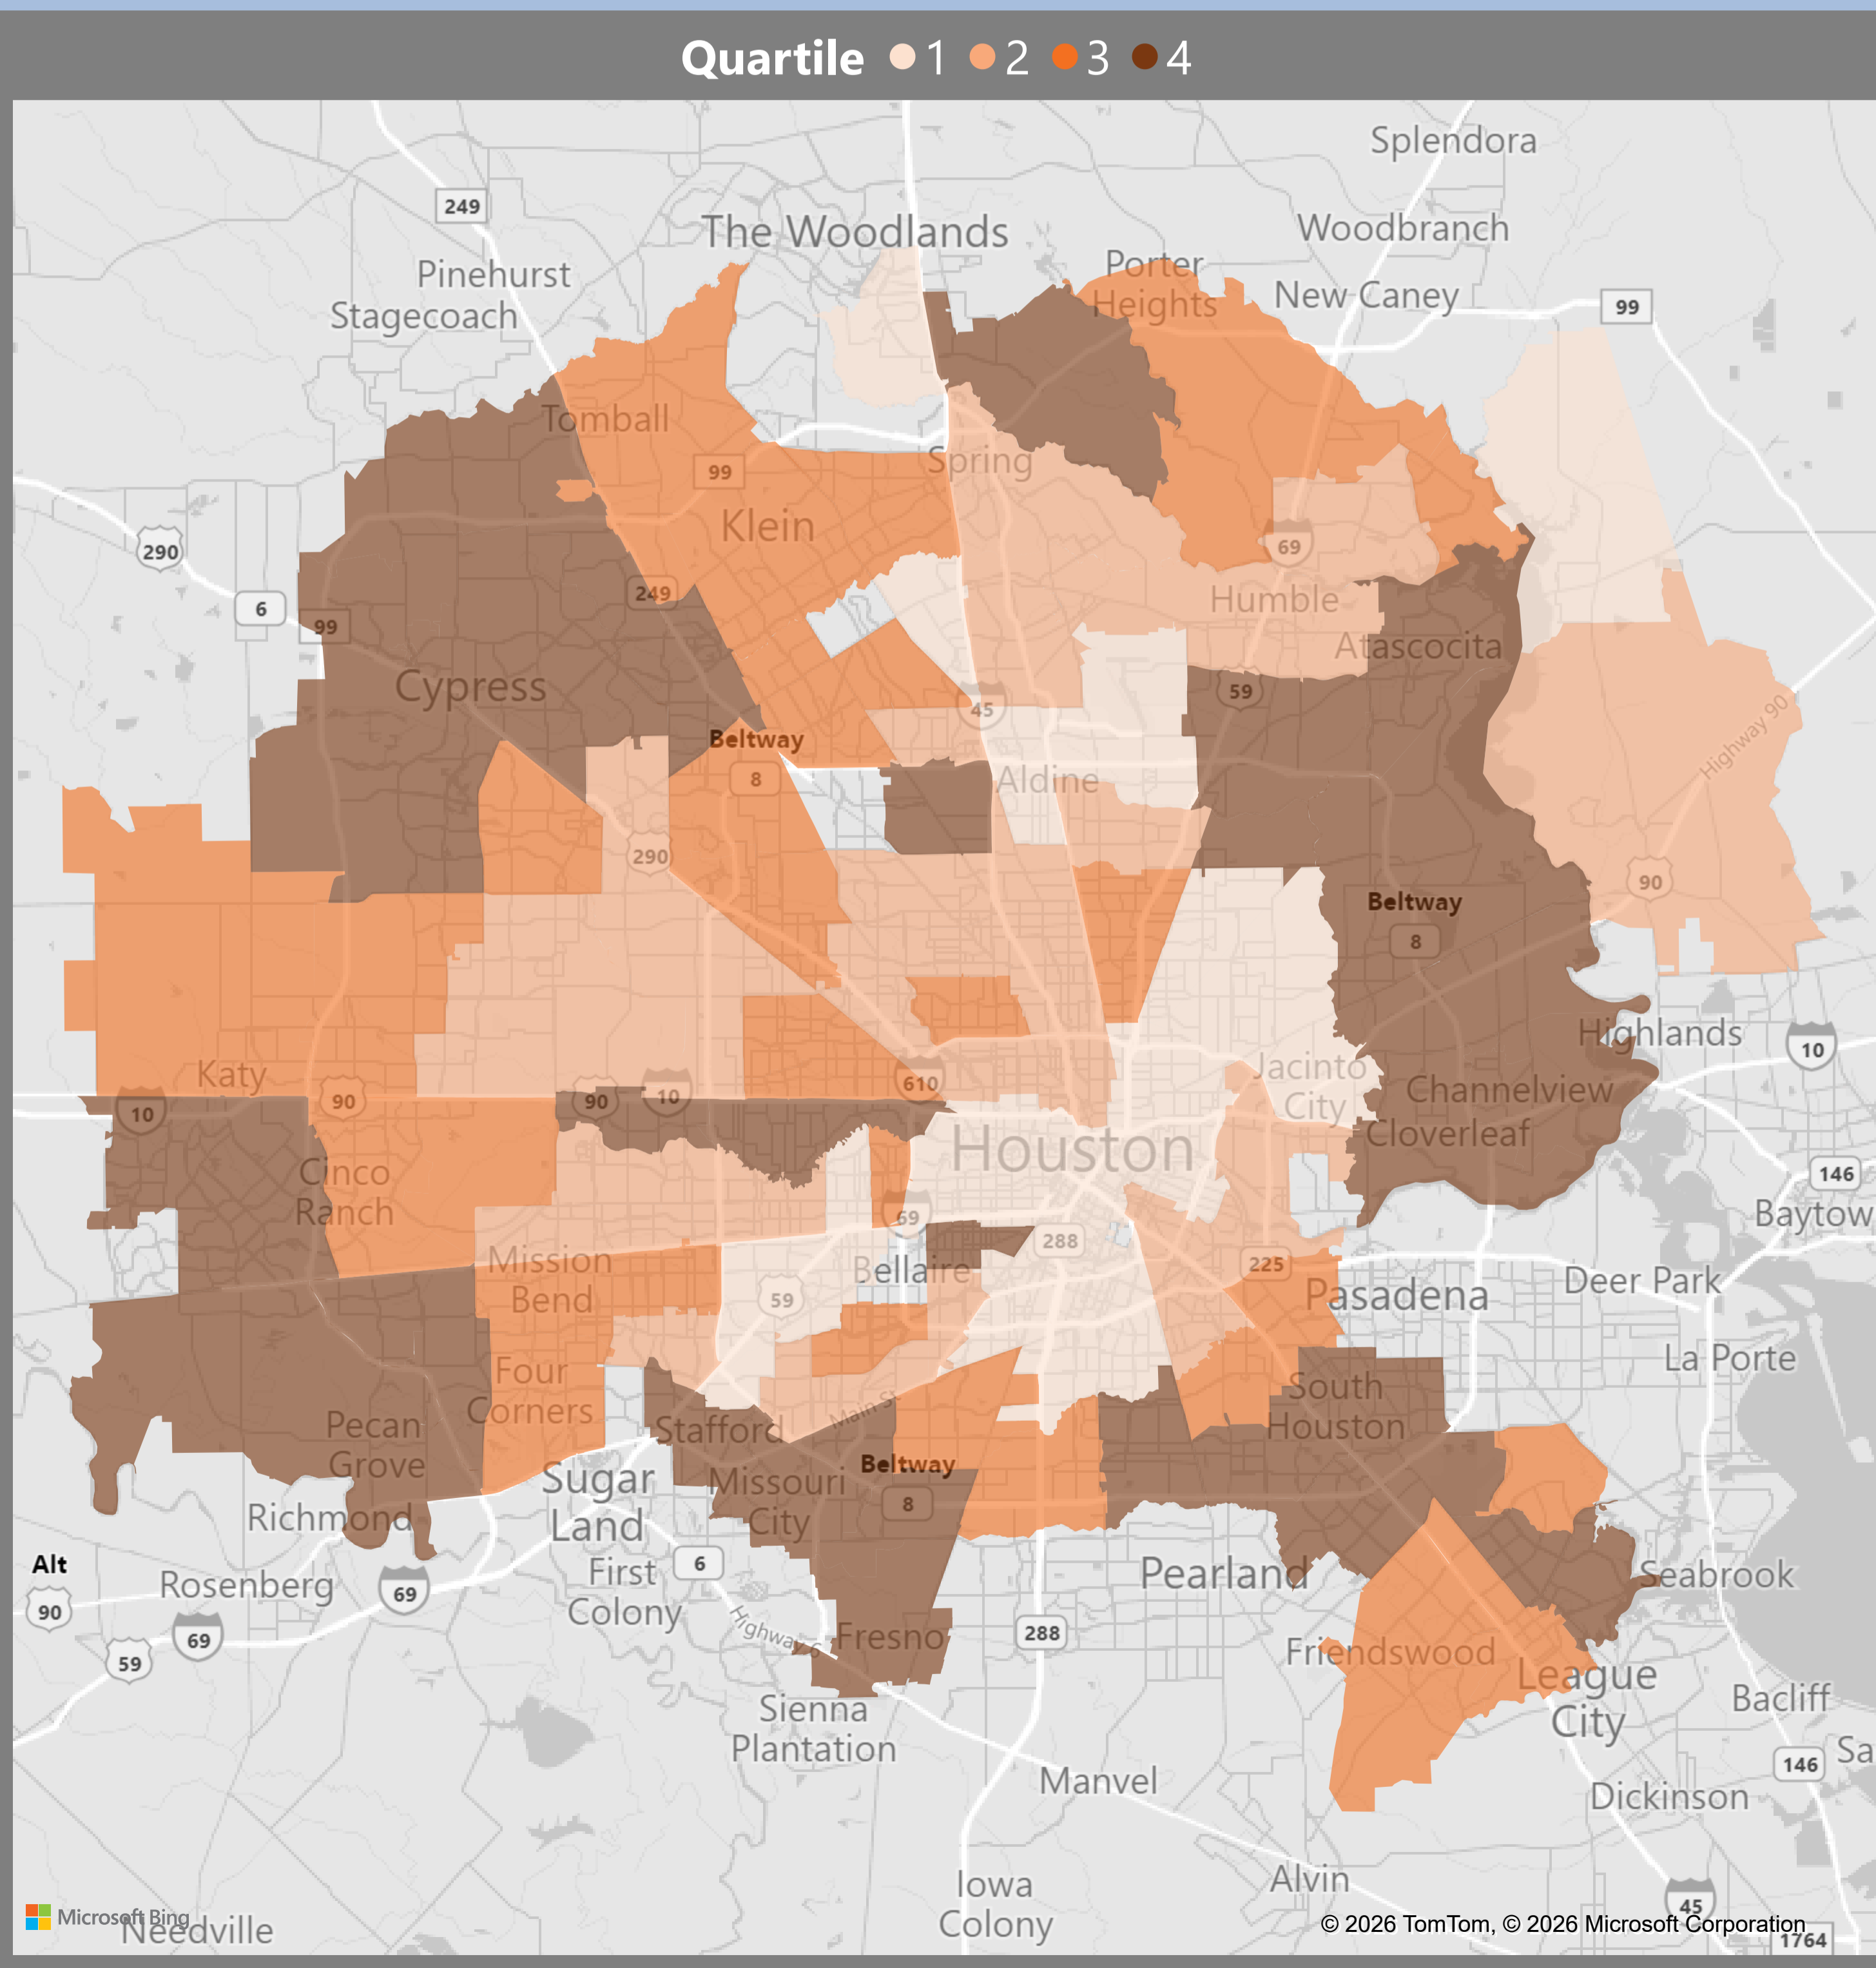 Quartile 1 2 3 4
Splendora
249
The Woodlands
Woodbranch
Pinehurst
Porter
Heights
New Caney
99
Stagecoach
Tomball
Spring
99
Klein
290
69
249
Humble
6
99
Atascocita
Cypress
59
45
Highway 90
Beltway
8
Aldine
290
90
Beltway
8
Highlands
10
Katy
610
Jacinto
City
10
90
90
10
Channelview
Cloverleaf
Houston
Cinco
Ranch
146
Baytow
69
288
Mission
Bend
Bellaire
225
Deer Park
59
Pasadena
La Porte
Four
Corners
South
Houston
Pecan
Grove
Main St
Stafford
Beltway
8
Sugar
Land
Missouri
City
Richmond
Alt
90
Rosenberg
69
First
Colony
6
Pearland
Seabrook
69
59
Highway 6
Fresno
288
Friendswood
League
City
Sienna
Plantation
Bacliff
146
Sa
Manvel
Dickinson
Iowa
Colony
Alvin
45
Microsoft Bing
Needville
© 2026 TomTom, © 2026 Microsoft Corporation
1764